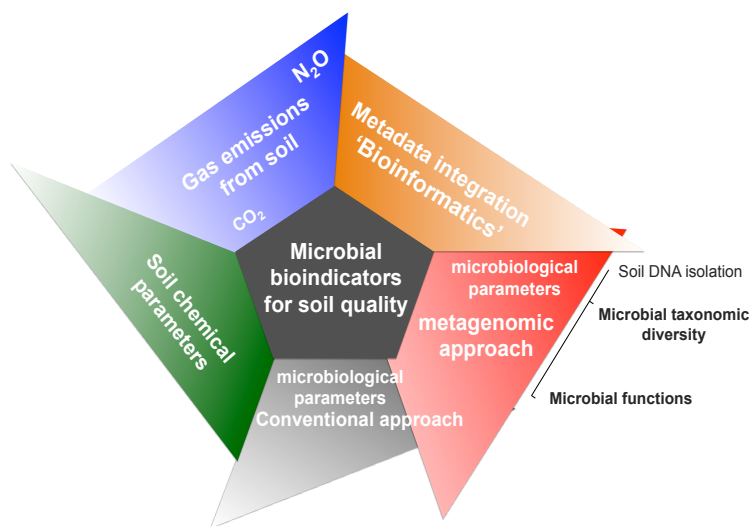 N₂O
Gas emissions
from soil
CO₂
Metadata integration
‘Bioinformatics’
Soil chemical
parameters
Microbial
bioindicators
for soil quality
microbiological
parameters
metagenomic
approach
Soil DNA isolation
Microbial taxonomic
diversity
Microbial functions
microbiological
parameters
Conventional approach